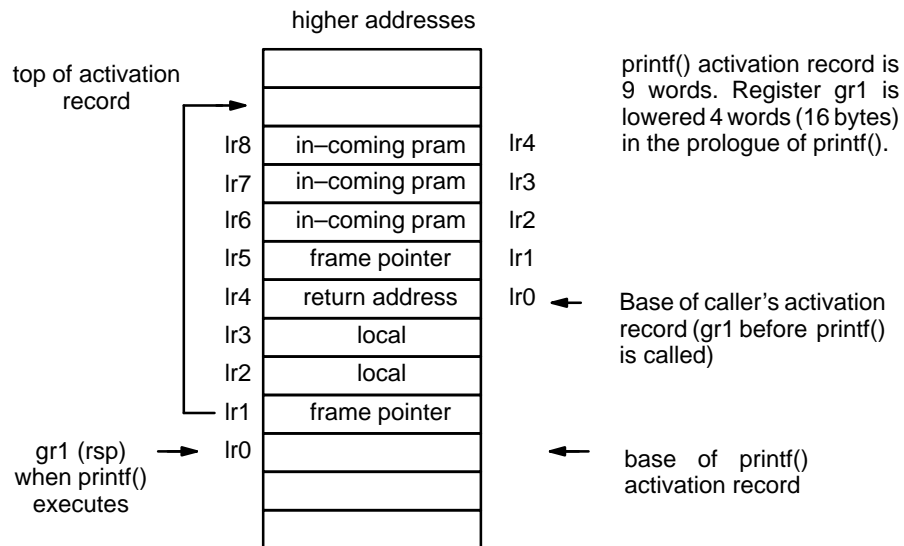 higher addresses
top of activation
record
printf() activation record is
9 words. Register gr1 is
lowered 4 words (16 bytes)
in the prologue of printf().
lr8 in–coming pram lr4
lr7 in–coming pram lr3
lr6 in–coming pram lr2
lr5 frame pointer lr1
lr4 return address lr0
Base of caller's activation
record (gr1 before printf()
is called)
lr3 local
lr2 local
lr1 frame pointer
gr1 (rsp)
when printf()
executes
lr0
base of printf()
activation record